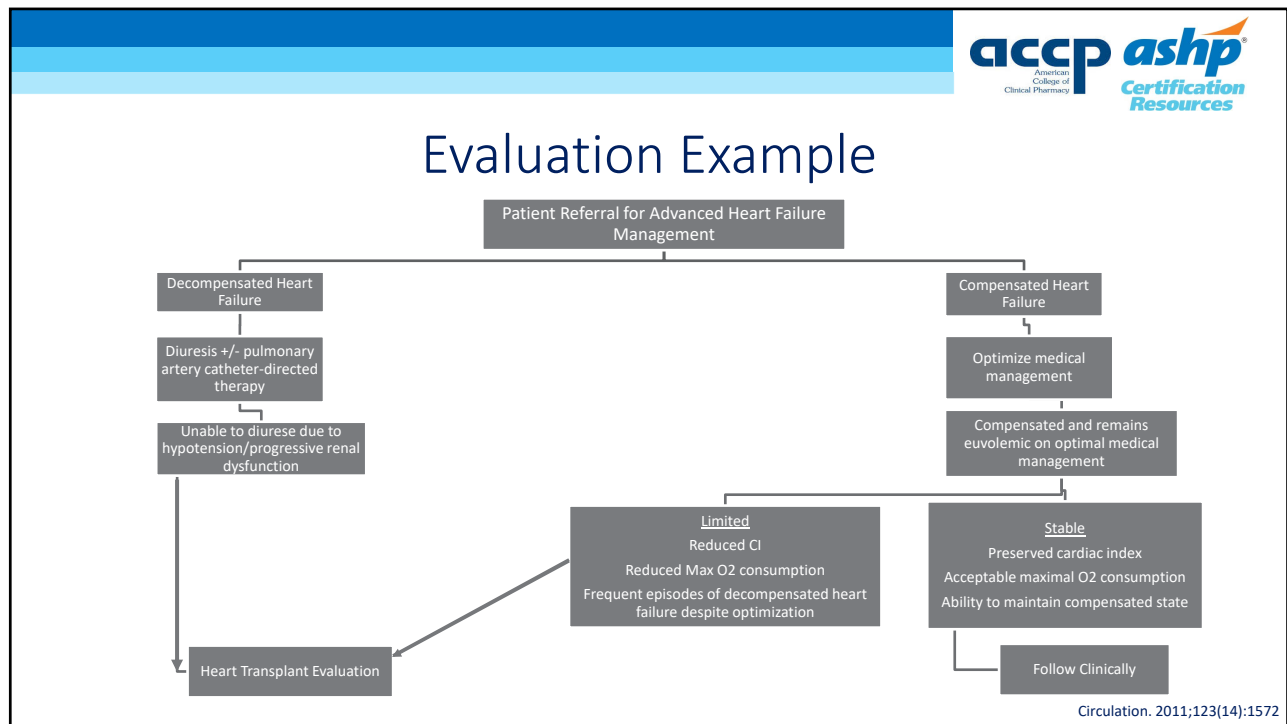 accp
American
College of
Clinical Pharmacy
ashp®
Certification
Resources
Evaluation Example
Patient Referral for Advanced Heart Failure
Management
Decompensated Heart
Failure
Compensated Heart
Failure
Diuresis +/- pulmonary
artery catheter-directed
therapy
Optimize medical
management
Unable to diurese due to
hypotension/progressive renal
dysfunction
Compensated and remains
euvolemic on optimal medical
management
Limited
Reduced CI
Reduced Max O2 consumption
Frequent episodes of decompensated heart
failure despite optimization
Stable
Preserved cardiac index
Acceptable maximal O2 consumption
Ability to maintain compensated state
Heart Transplant Evaluation
Follow Clinically
Circulation. 2011;123(14):1572